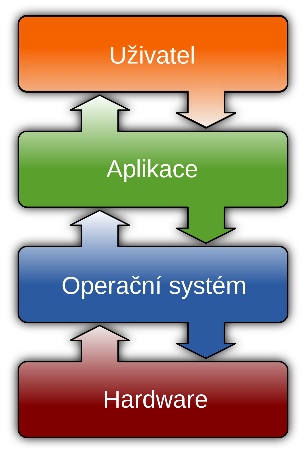 Uživatel
Aplikace
Operační systém
Hardware